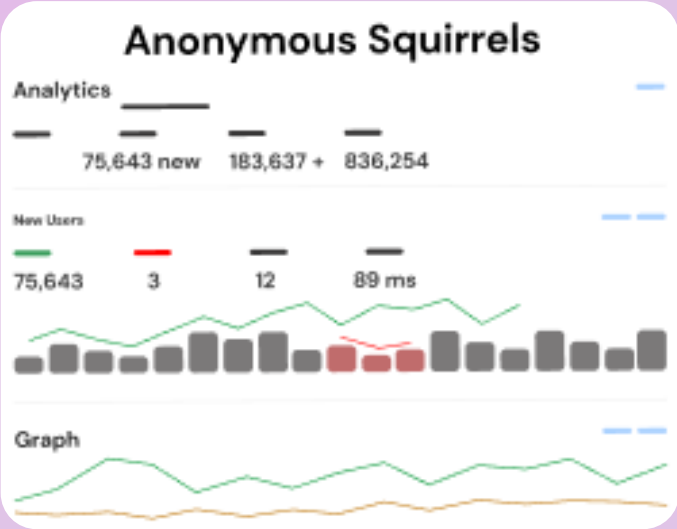 Anonymous Squirrels
Analytics
75,643 new 183,637 + 836,254
New Users
75,643 3 12 89 ms
Graph